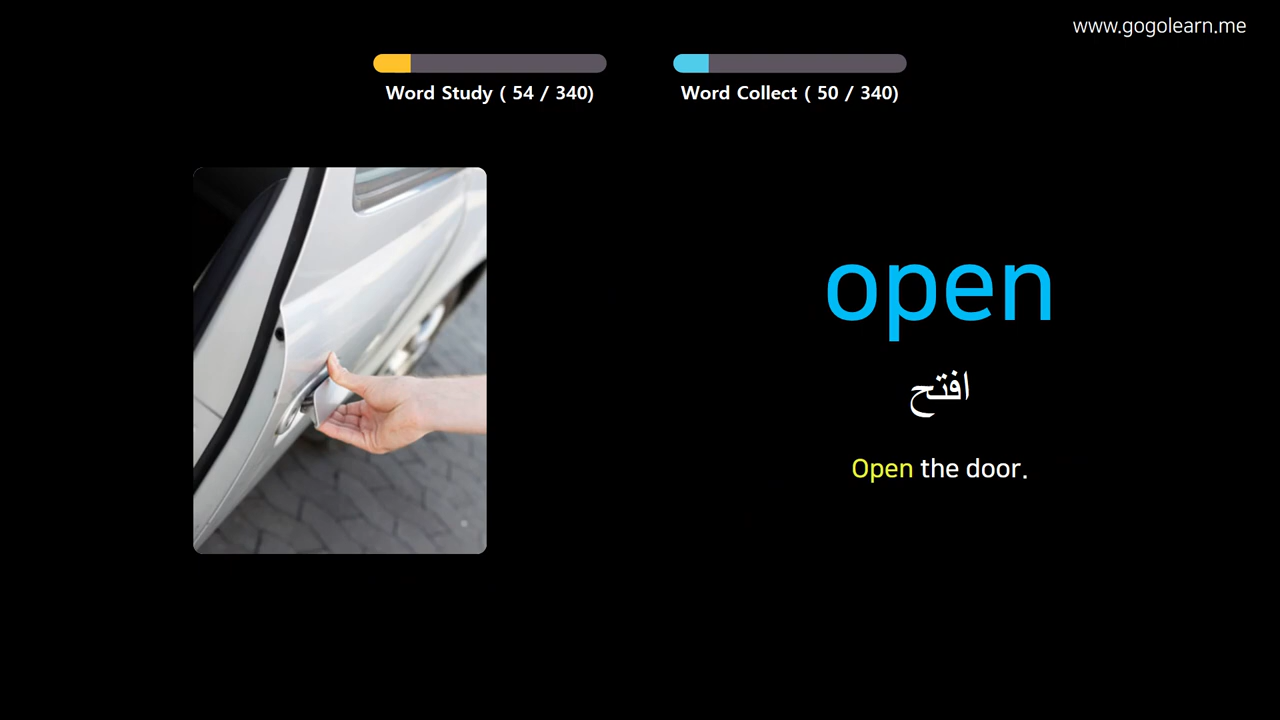 www.gogolearn.me
Word Study ( 54 / 340)
Word Collect ( 50 / 340)
open
افتح
Open the door.